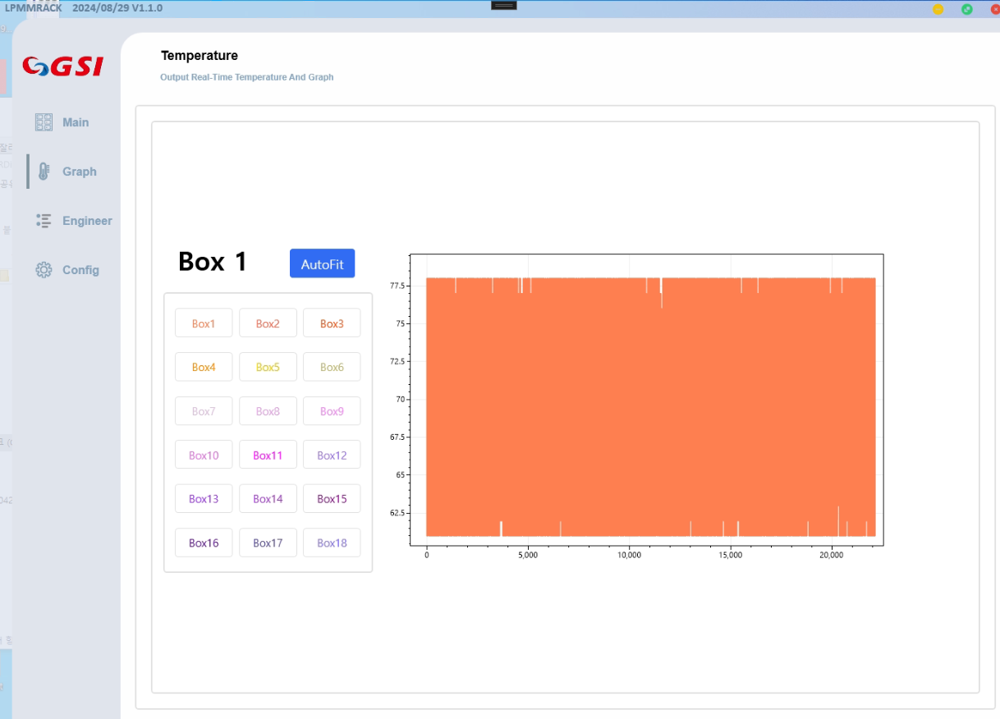 LPMMRACK 2024/08/29 V1.1.0
GSI
Temperature
Output Real-Time Temperature And Graph
Main
Graph
Engineer
Config
Box 1
AutoFit
Box1 Box2 Box3
Box4 Box5 Box6
Box7 Box8 Box9
Box10 Box11 Box12
Box13 Box14 Box15
Box16 Box17 Box18
77.5
75
72.5
70
67.5
65
62.5
0 5,000 10,000 15,000 20,000